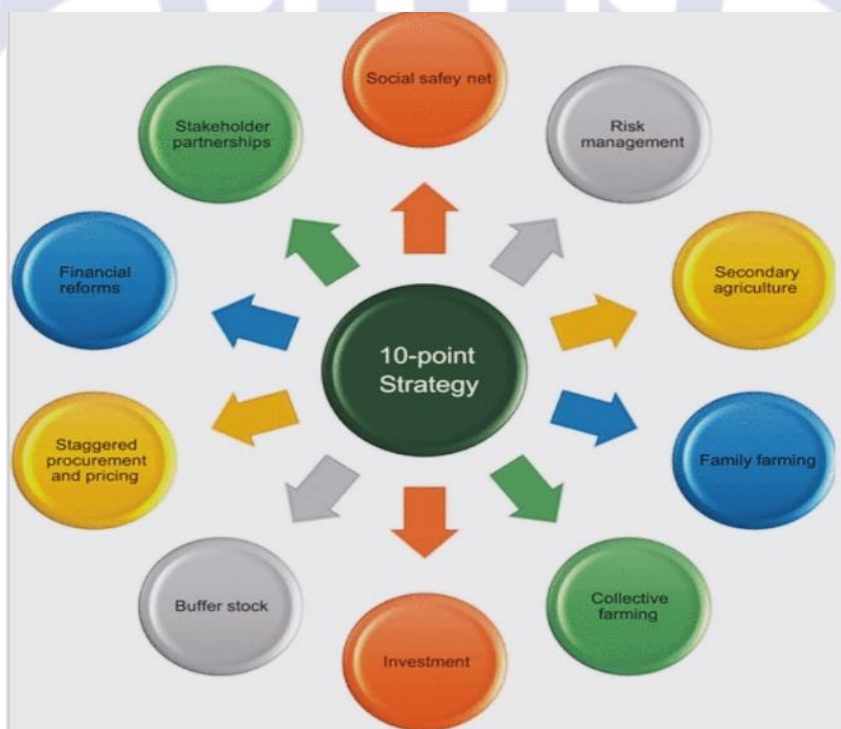 Social safey net
Risk
management
Secondary
agriculture
Family farming
Collective
farming
Investment
Buffer stock
Staggered
procurement
and pricing
Financial
reforms
Stakeholder
partnerships
10-point
Strategy